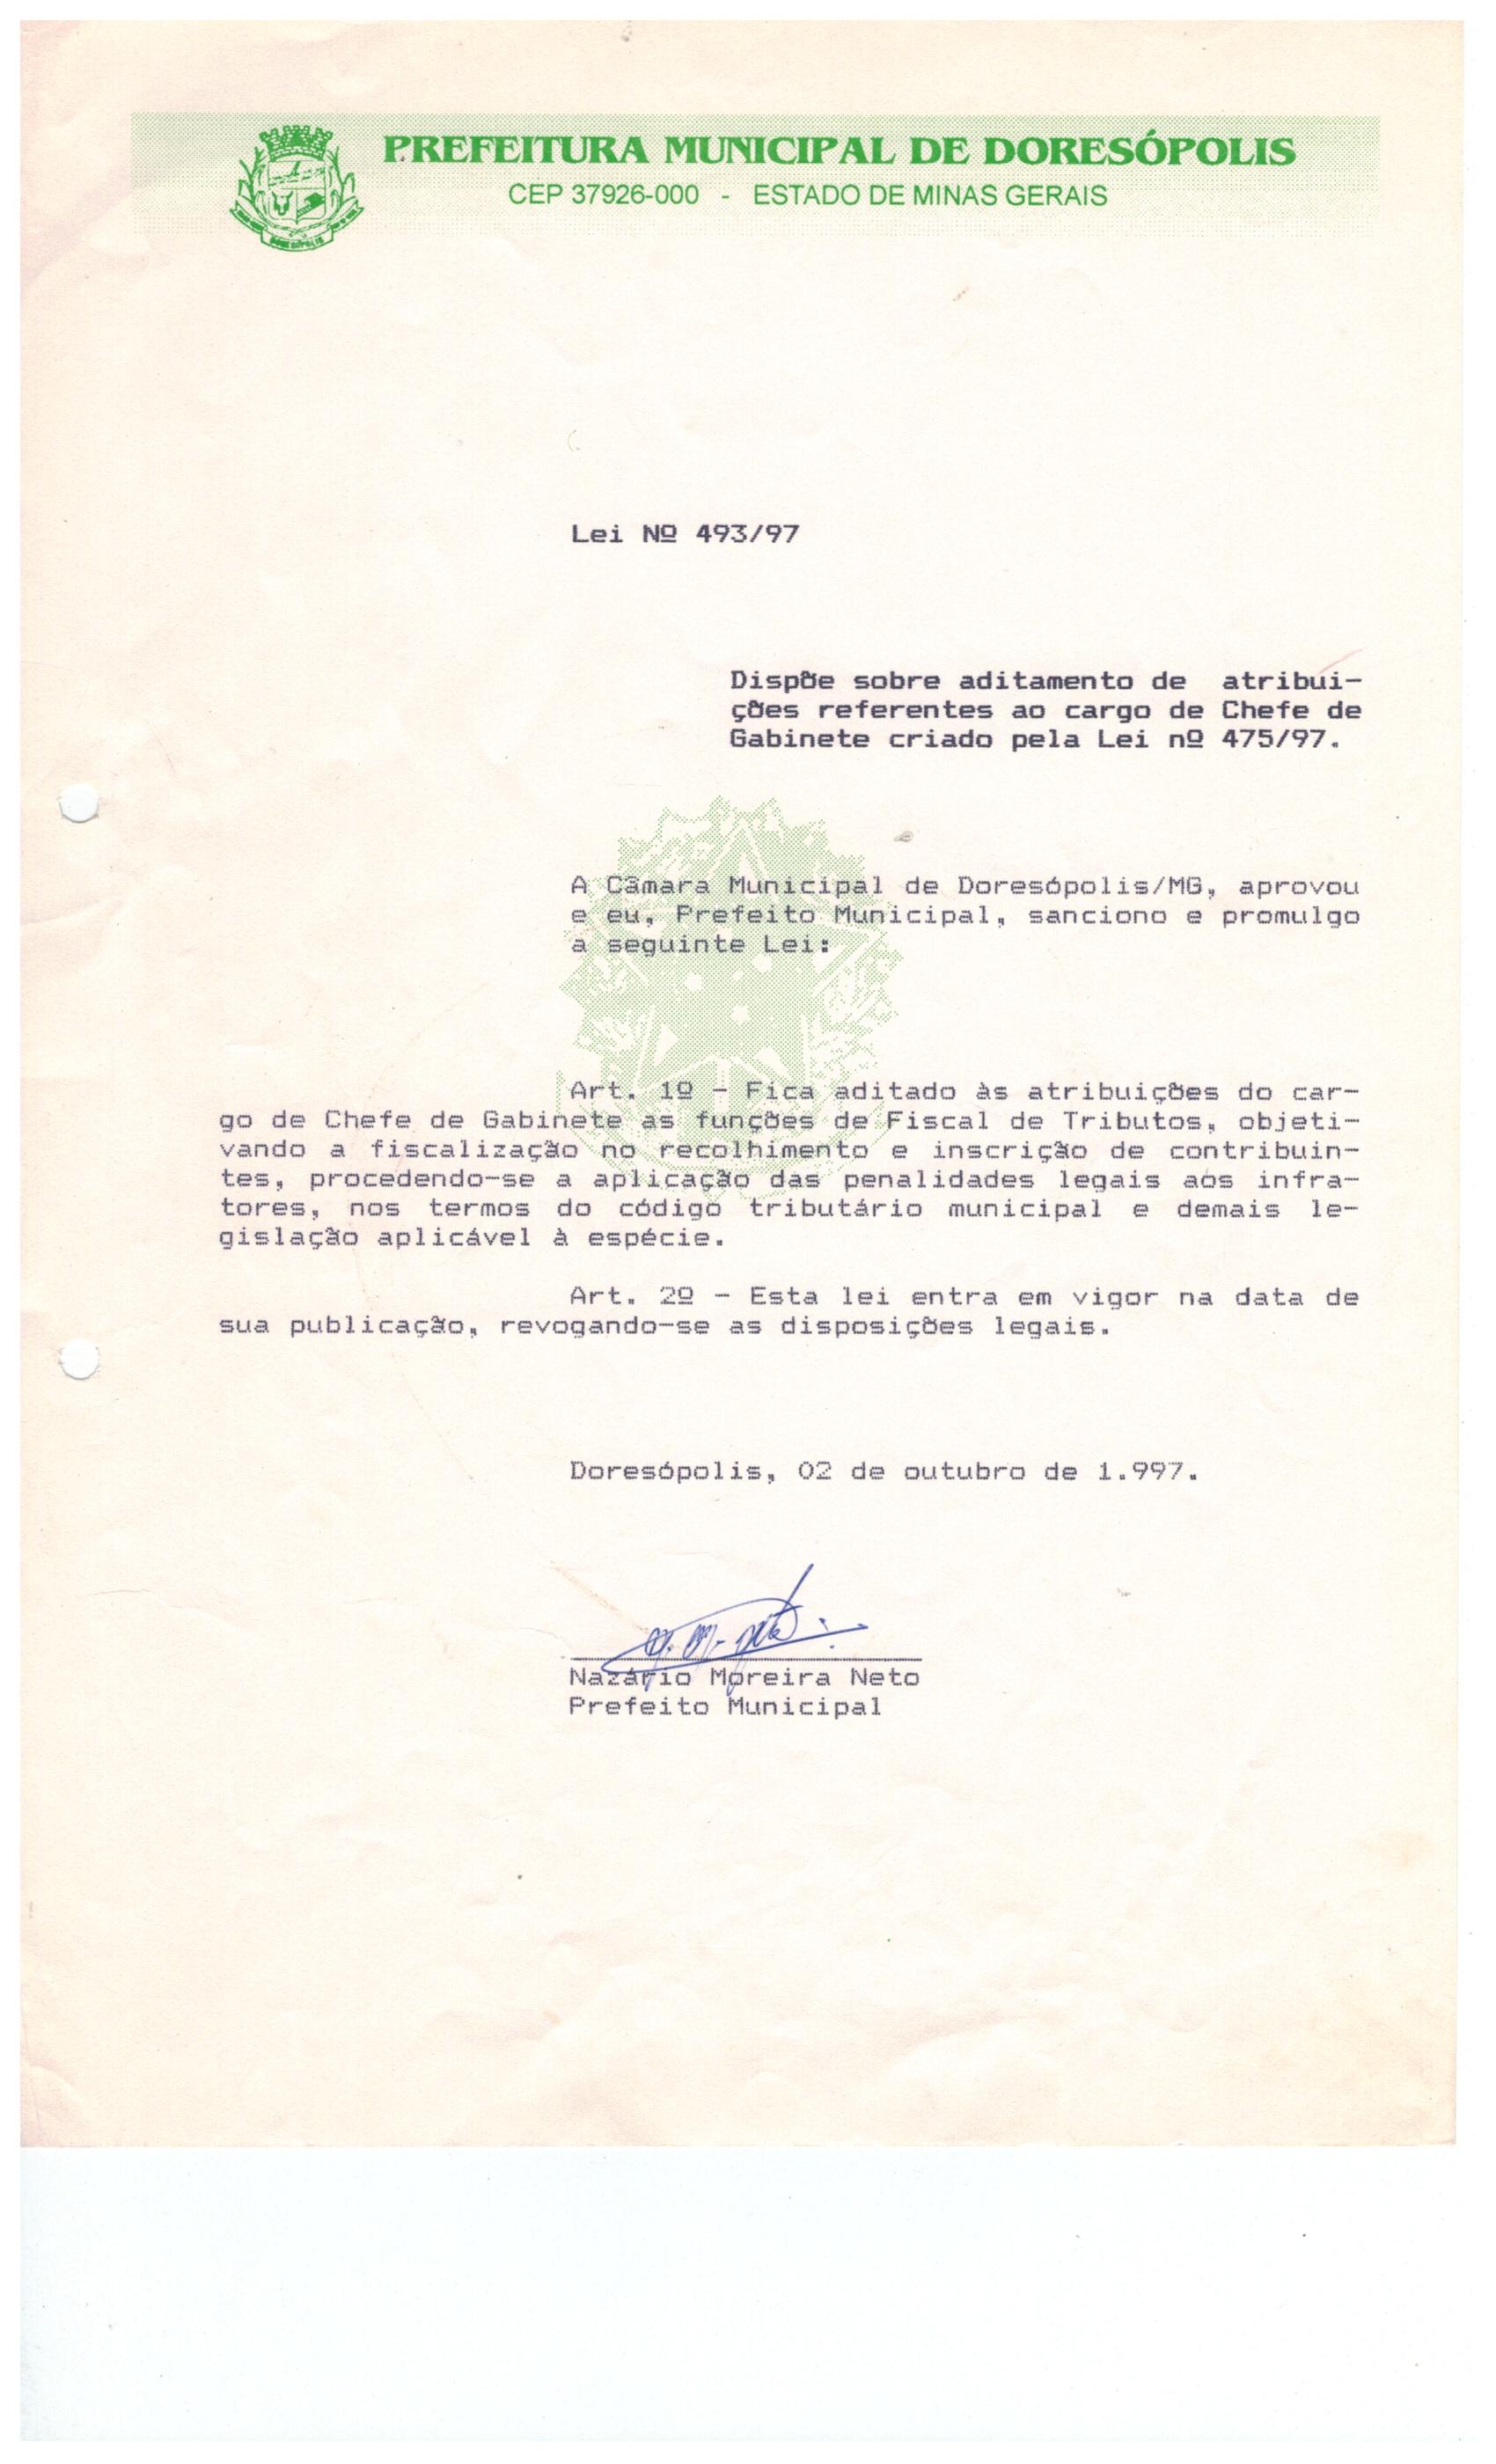 PREFEITURA MUNICIPAL DE DORESÓPOLIS
CEP 37926-000 - ESTADO DE MINAS GERAIS
DORESÓPOLIS
Lei Nº 493/97
Dispõe sobre aditamento de atribui-
ções referentes ao cargo de Chefe de
Gabinete criado pela Lei nº 475/97.
A Câmara Municipal de Doresópolis/MG, aprovou
e eu, Prefeito Municipal, sanciono e promulgo
a seguinte Lei:
Art. 1º - Fica aditado às atribuições do car-
go de Chefe de Gabinete as funções de Fiscal de Tributos, objeti-
vando a fiscalização no recolhimento e inscrição de contribuin-
tes, procedendo-se a aplicação das penalidades legais aos infra-
tores, nos termos do código tributário municipal e demais le-
gislação aplicável à espécie.
Art. 2º - Esta lei entra em vigor na data de
sua publicação, revogando-se as disposições legais.
Doresópolis, 02 de outubro de 1.997.
Nazário Moreira Neto
Prefeito Municipal